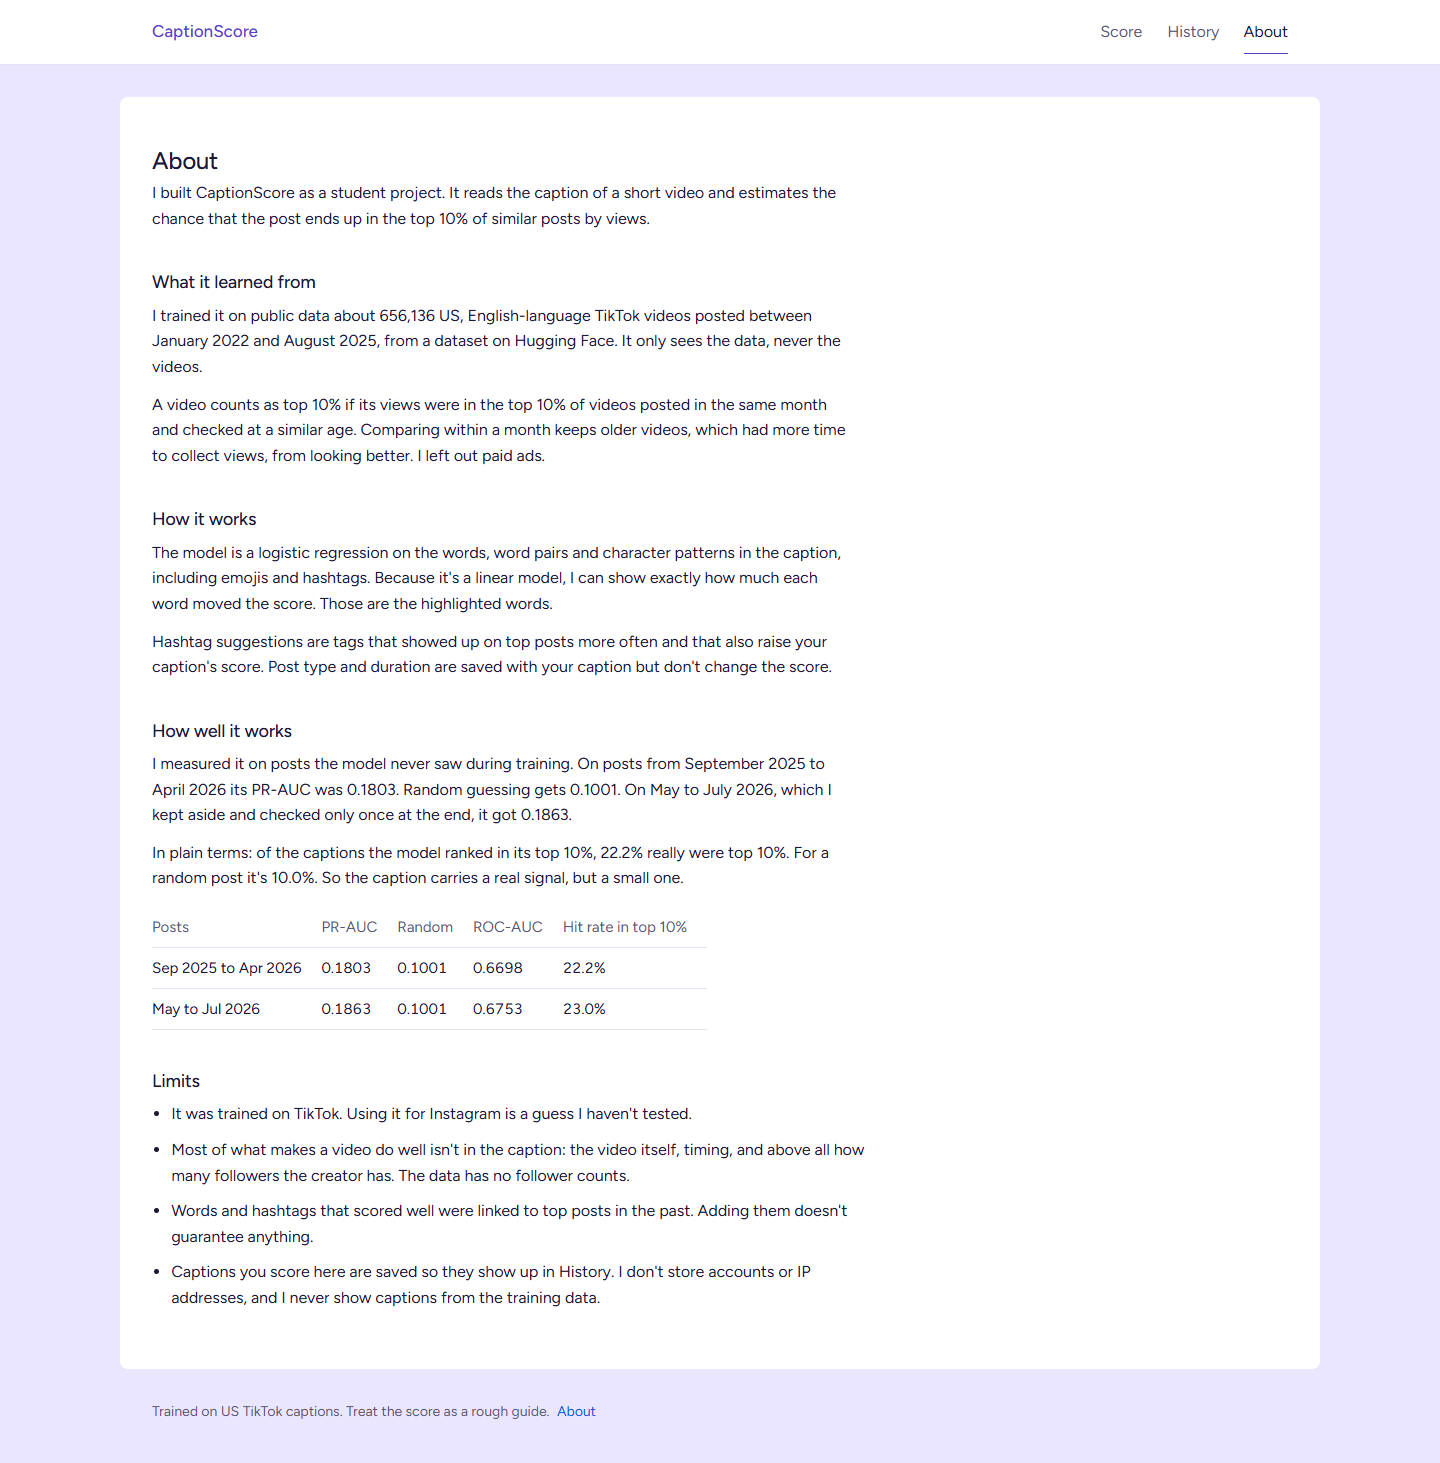 CaptionScore
Score History About
About
I built CaptionScore as a student project. It reads the caption of a short video and estimates the
chance that the post ends up in the top 10% of similar posts by views.
What it learned from
I trained it on public data about 656,136 US, English-language TikTok videos posted between
January 2022 and August 2025, from a dataset on Hugging Face. It only sees the data, never the
videos.
A video counts as top 10% if its views were in the top 10% of videos posted in the same month
and checked at a similar age. Comparing within a month keeps older videos, which had more time
to collect views, from looking better. I left out paid ads.
How it works
The model is a logistic regression on the words, word pairs and character patterns in the caption,
including emojis and hashtags. Because it's a linear model, I can show exactly how much each
word moved the score. Those are the highlighted words.
Hashtag suggestions are tags that showed up on top posts more often and that also raise your
caption's score. Post type and duration are saved with your caption but don't change the score.
How well it works
I measured it on posts the model never saw during training. On posts from September 2025 to
April 2026 its PR-AUC was 0.1803. Random guessing gets 0.1001. On May to July 2026, which I
kept aside and checked only once at the end, it got 0.1863.
In plain terms: of the captions the model ranked in its top 10%, 22.2% really were top 10%. For a
random post it's 10.0%. So the caption carries a real signal, but a small one.
Posts PR-AUC Random ROC-AUC Hit rate in top 10%
Sep 2025 to Apr 2026 0.1803 0.1001 0.6698 22.2%
May to Jul 2026 0.1863 0.1001 0.6753 23.0%
Limits
• It was trained on TikTok. Using it for Instagram is a guess I haven't tested.
• Most of what makes a video do well isn't in the caption: the video itself, timing, and above all how
many followers the creator has. The data has no follower counts.
• Words and hashtags that scored well were linked to top posts in the past. Adding them doesn't
guarantee anything.
• Captions you score here are saved so they show up in History. I don't store accounts or IP
addresses, and I never show captions from the training data.
Trained on US TikTok captions. Treat the score as a rough guide. About